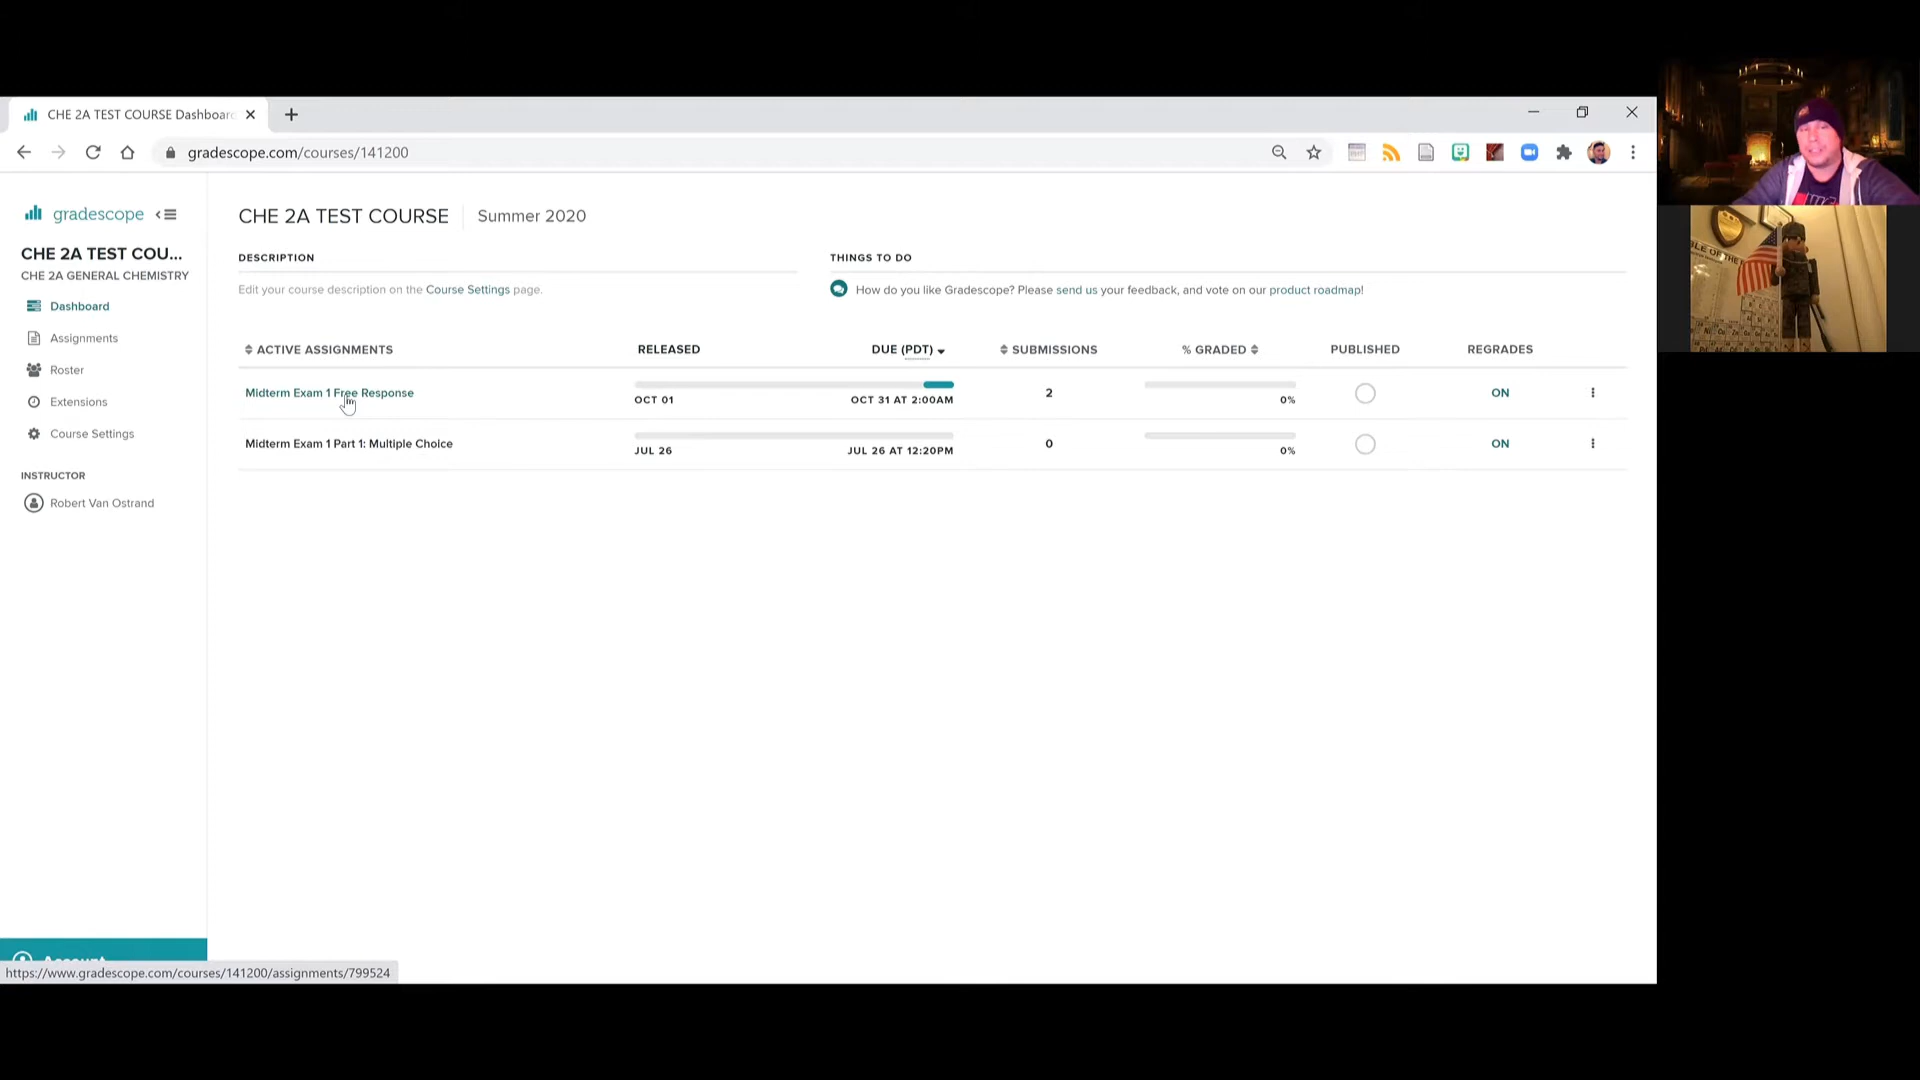 CHE 2A TEST COURSE Dashboard
gradescope.com/courses/141200
gradescope
CHE 2A TEST COU...
CHE 2A GENERAL CHEMISTRY
Dashboard
Assignments
Roster
Extensions
Course Settings
INSTRUCTOR
Robert Van Ostrand
Account
https://www.gradescope.com/courses/141200/assignments/799524
CHE 2A TEST COURSE Summer 2020
DESCRIPTION
Edit your course description on the Course Settings page.
THINGS TO DO
How do you like Gradescope? Please send us your feedback, and vote on our product roadmap!
ACTIVE ASSIGNMENTS RELEASED DUE (PDT) SUBMISSIONS % GRADED PUBLISHED REGRADES
Midterm Exam 1 Free Response OCT 01 OCT 31 AT 2:00AM 2 0% ON
Midterm Exam 1 Part 1: Multiple Choice JUL 26 JUL 26 AT 12:20PM 0 0% ON